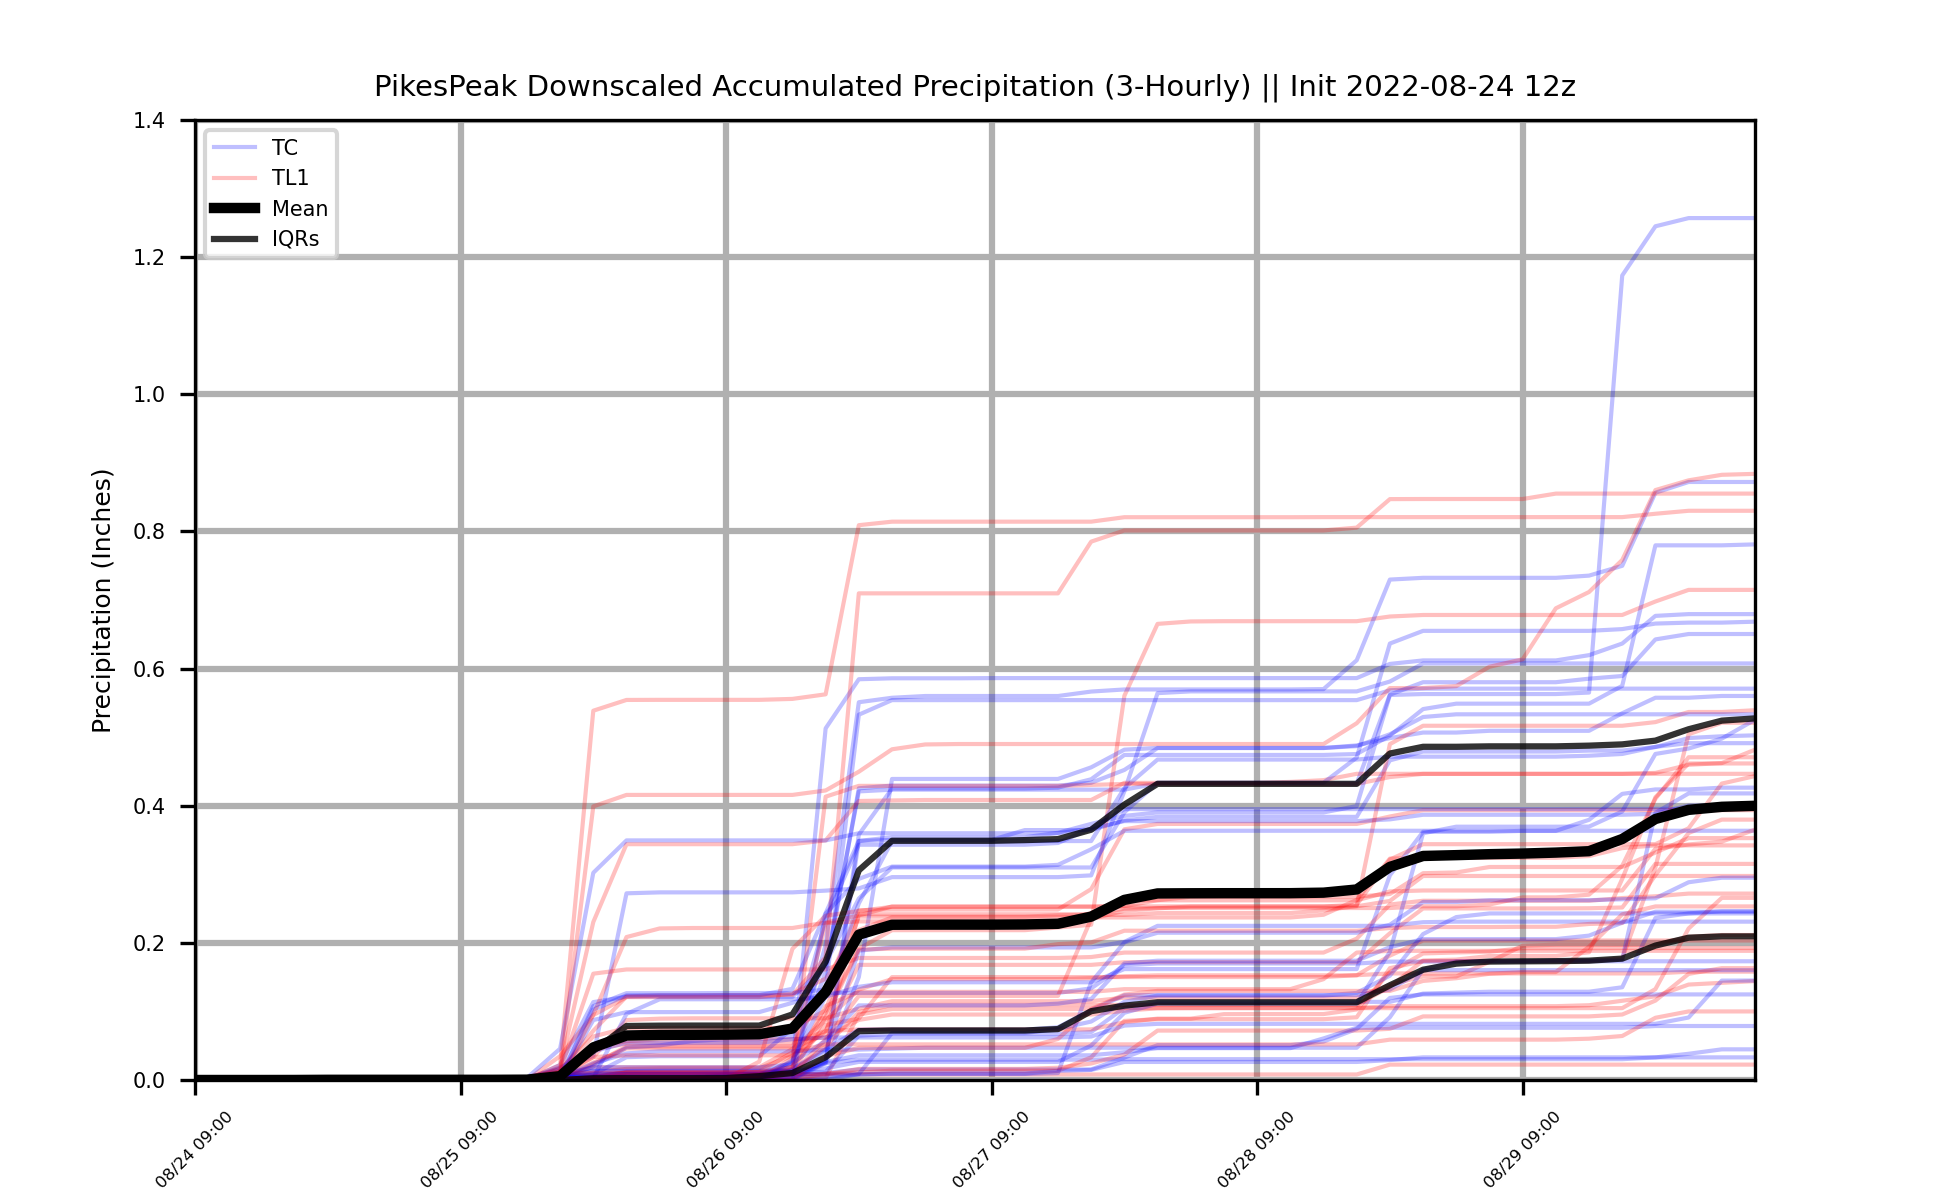 PikesPeak Downscaled Accumulated Precipitation (3-Hourly) || Init 2022-08-24 12z
TC
TL1
Mean
IQRs
Precipitation (Inches)
1.4
1.2
1.0
0.8
0.6
0.4
0.2
0.0
08/24 09:00
08/25 09:00
08/26 09:00
08/27 09:00
08/28 09:00
08/29 09:00